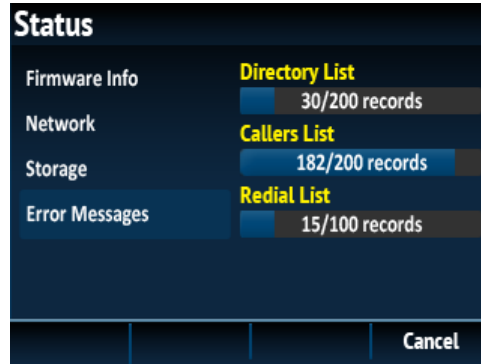 Status
Firmware Info
Network
Storage
Error Messages
Directory List
30/200 records
Callers List
182/200 records
Redial List
15/100 records
Cancel